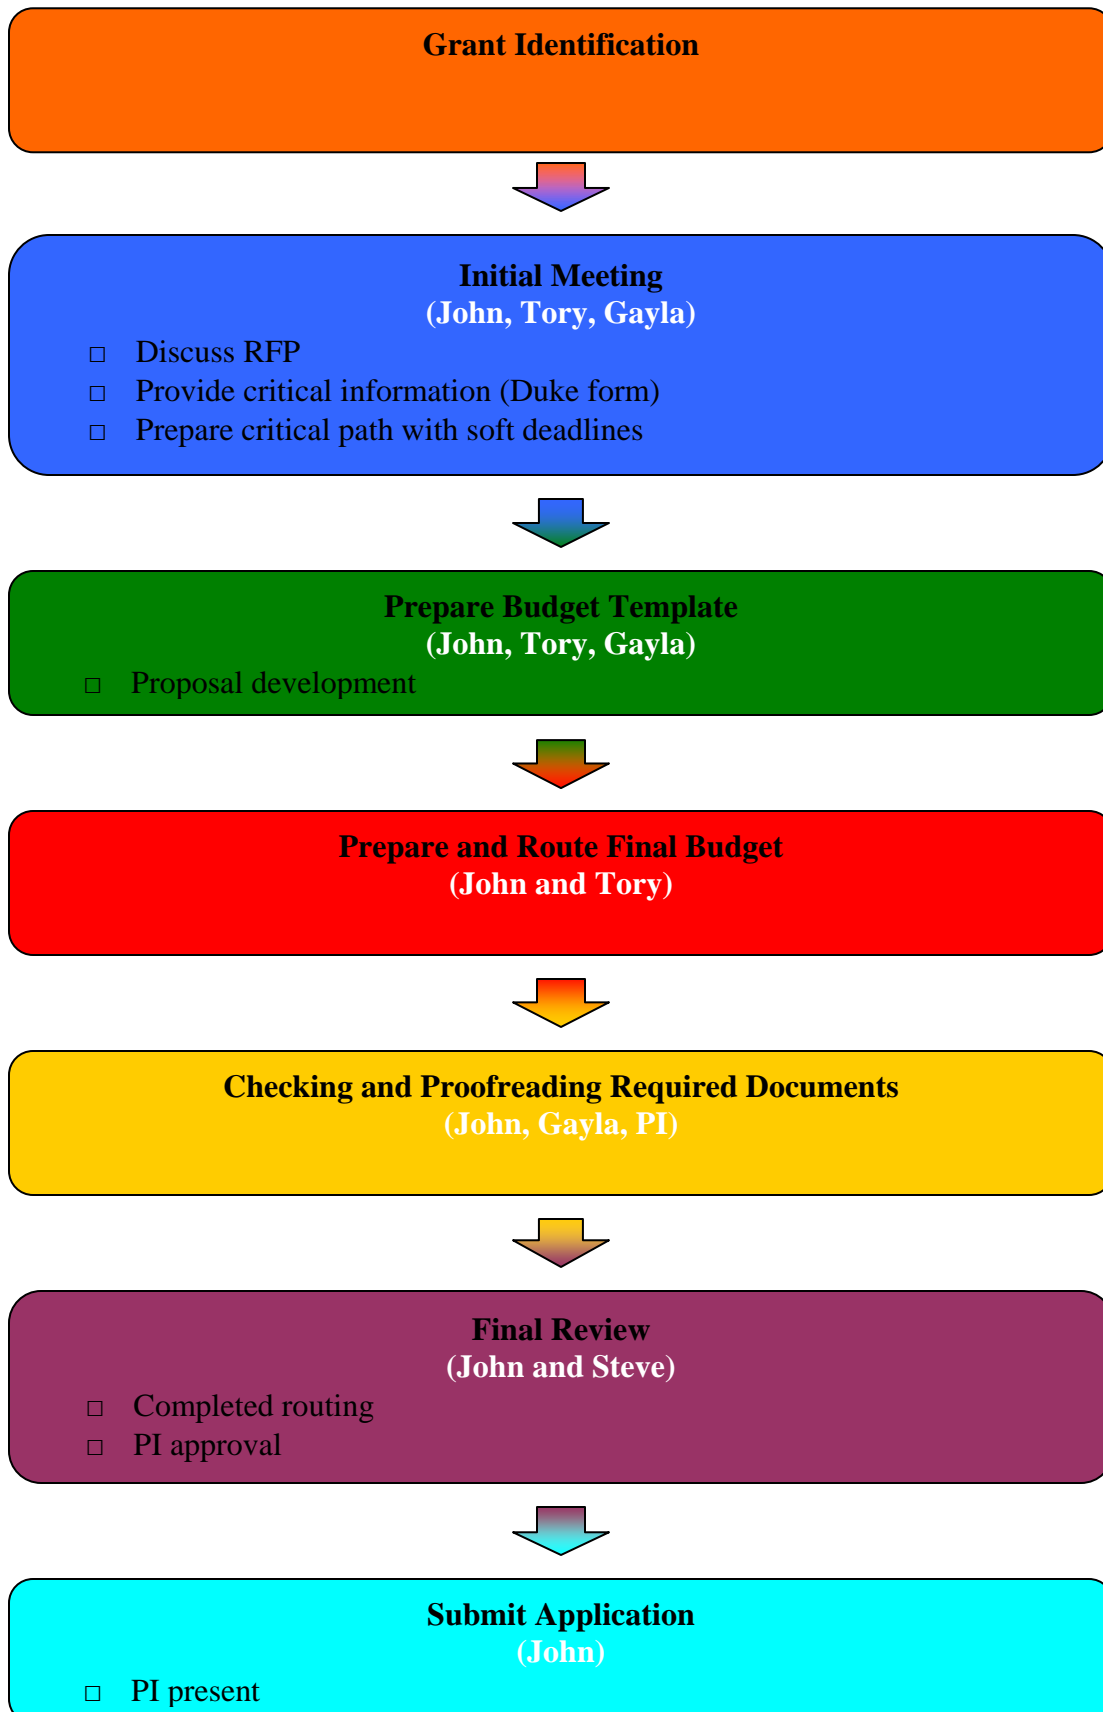 Grant Identification
Initial Meeting
(John, Tory, Gayla)
□ Discuss RFP
□ Provide critical information (Duke form)
□ Prepare critical path with soft deadlines
Prepare Budget Template
(John, Tory, Gayla)
□ Proposal development
Prepare and Route Final Budget
(John and Tory)
Checking and Proofreading Required Documents
(John, Gayla, PI)
Final Review
(John and Steve)
□ Completed routing
□ PI approval
Submit Application
(John)
□ PI present